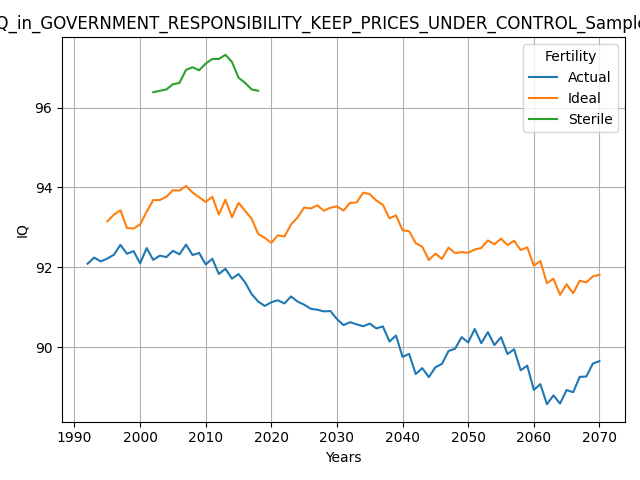 Q_in_GOVERNMENT_RESPONSIBILITY_KEEP_PRICES_UNDER_CONTROL_Sample
Fertility
Actual
Ideal
Sterile
96
94
92
90
IQ
1990 2000 2010 2020 2030 2040 2050 2060 2070
Years